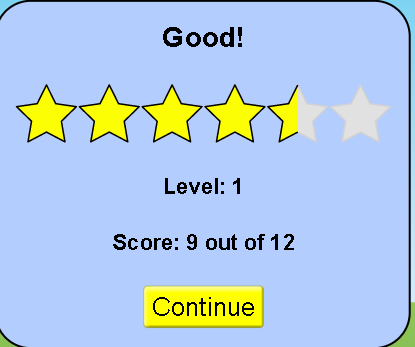 Good!
Level: 1
Score: 9 out of 12
Continue